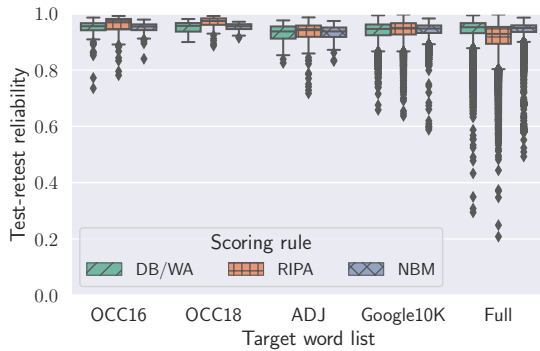 Test-retest reliability
1.0
0.8
0.6
0.4
0.2
0.0
Scoring rule
DB/WA RIPA NBM
OCC16 OCC18 ADJ Google10K Full
Target word list